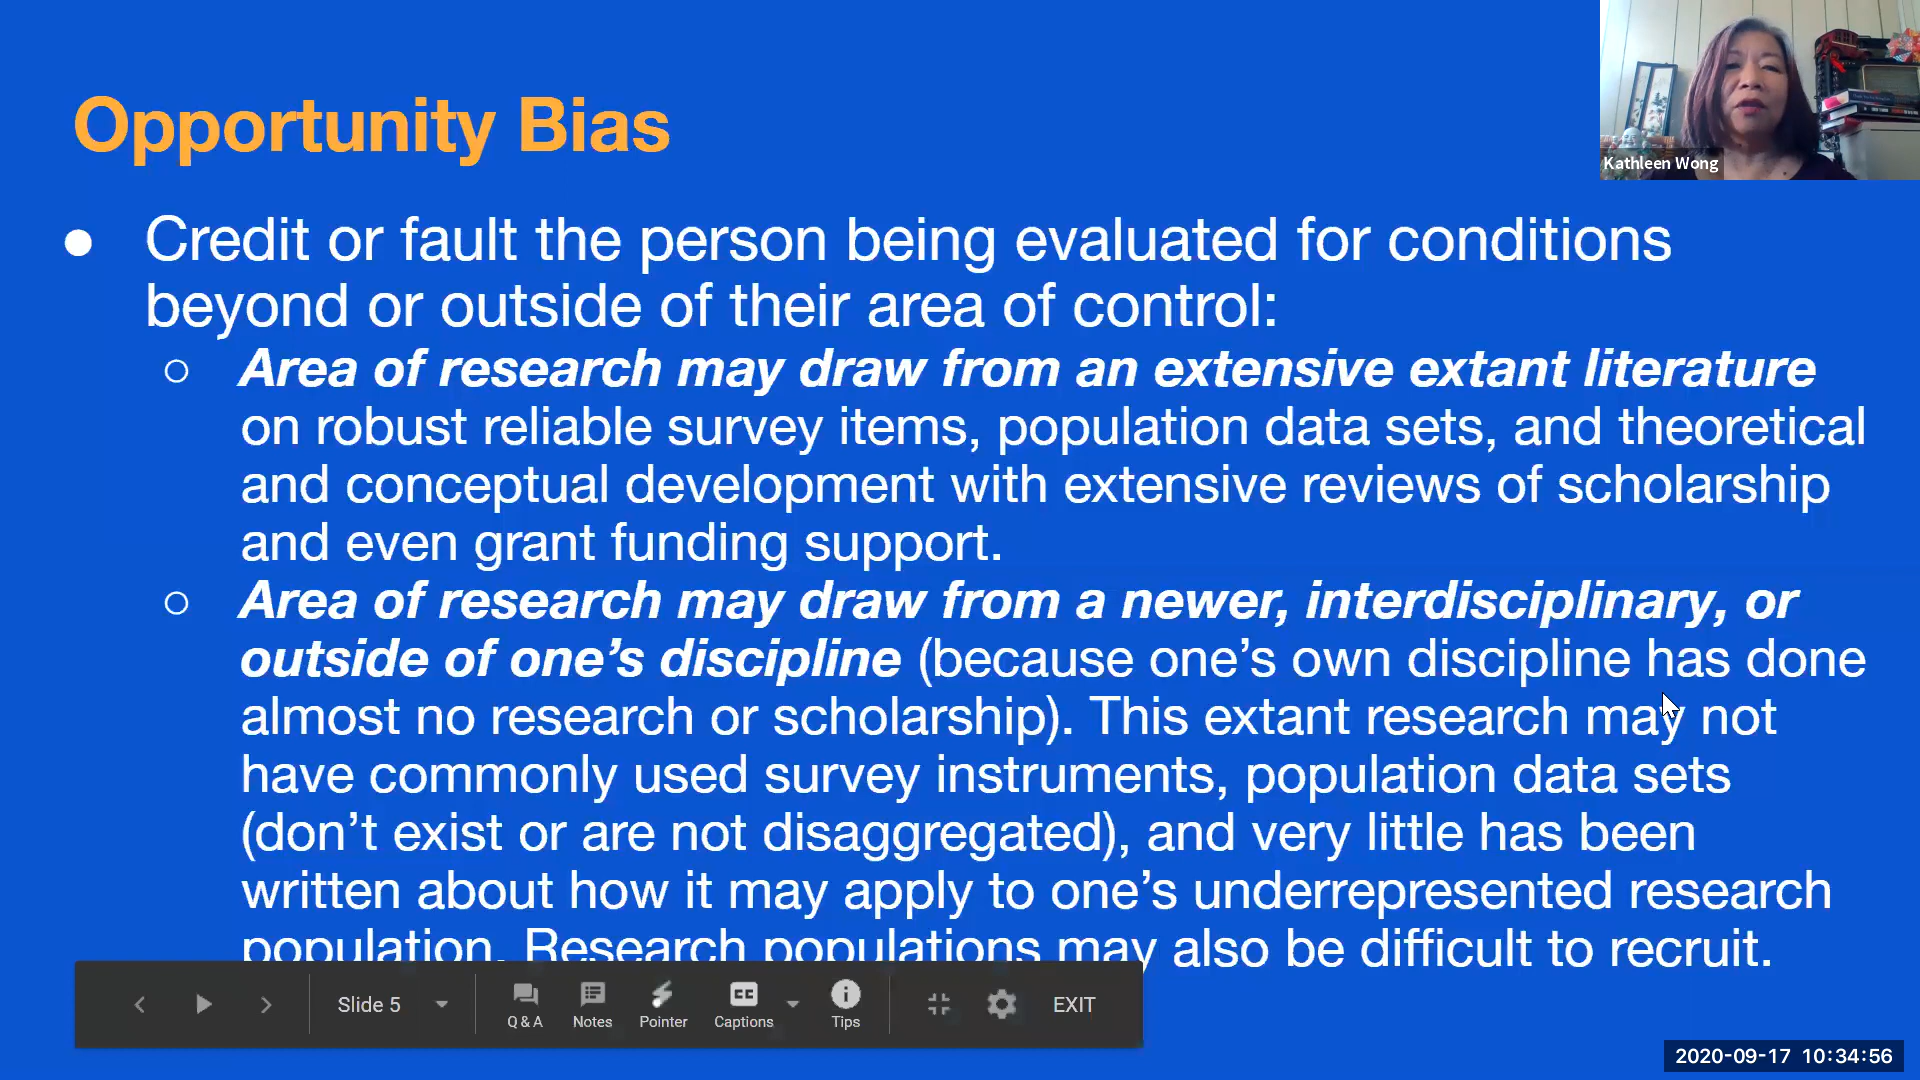 Opportunity Bias
Kathleen Wong
● Credit or fault the person being evaluated for conditions
beyond or outside of their area of control:
○ Area of research may draw from an extensive extant literature
on robust reliable survey items, population data sets, and theoretical
and conceptual development with extensive reviews of scholarship
and even grant funding support.
○ Area of research may draw from a newer, interdisciplinary, or
outside of one’s discipline (because one’s own discipline has done
almost no research or scholarship). This extant research may not
have commonly used survey instruments, population data sets
(don’t exist or are not disaggregated), and very little has been
written about how it may apply to one’s underrepresented research
population. Research populations may also be difficult to recruit.
Slide 5
Q & A Notes Pointer Captions Tips
EXIT
2020-09-17 10:34:56